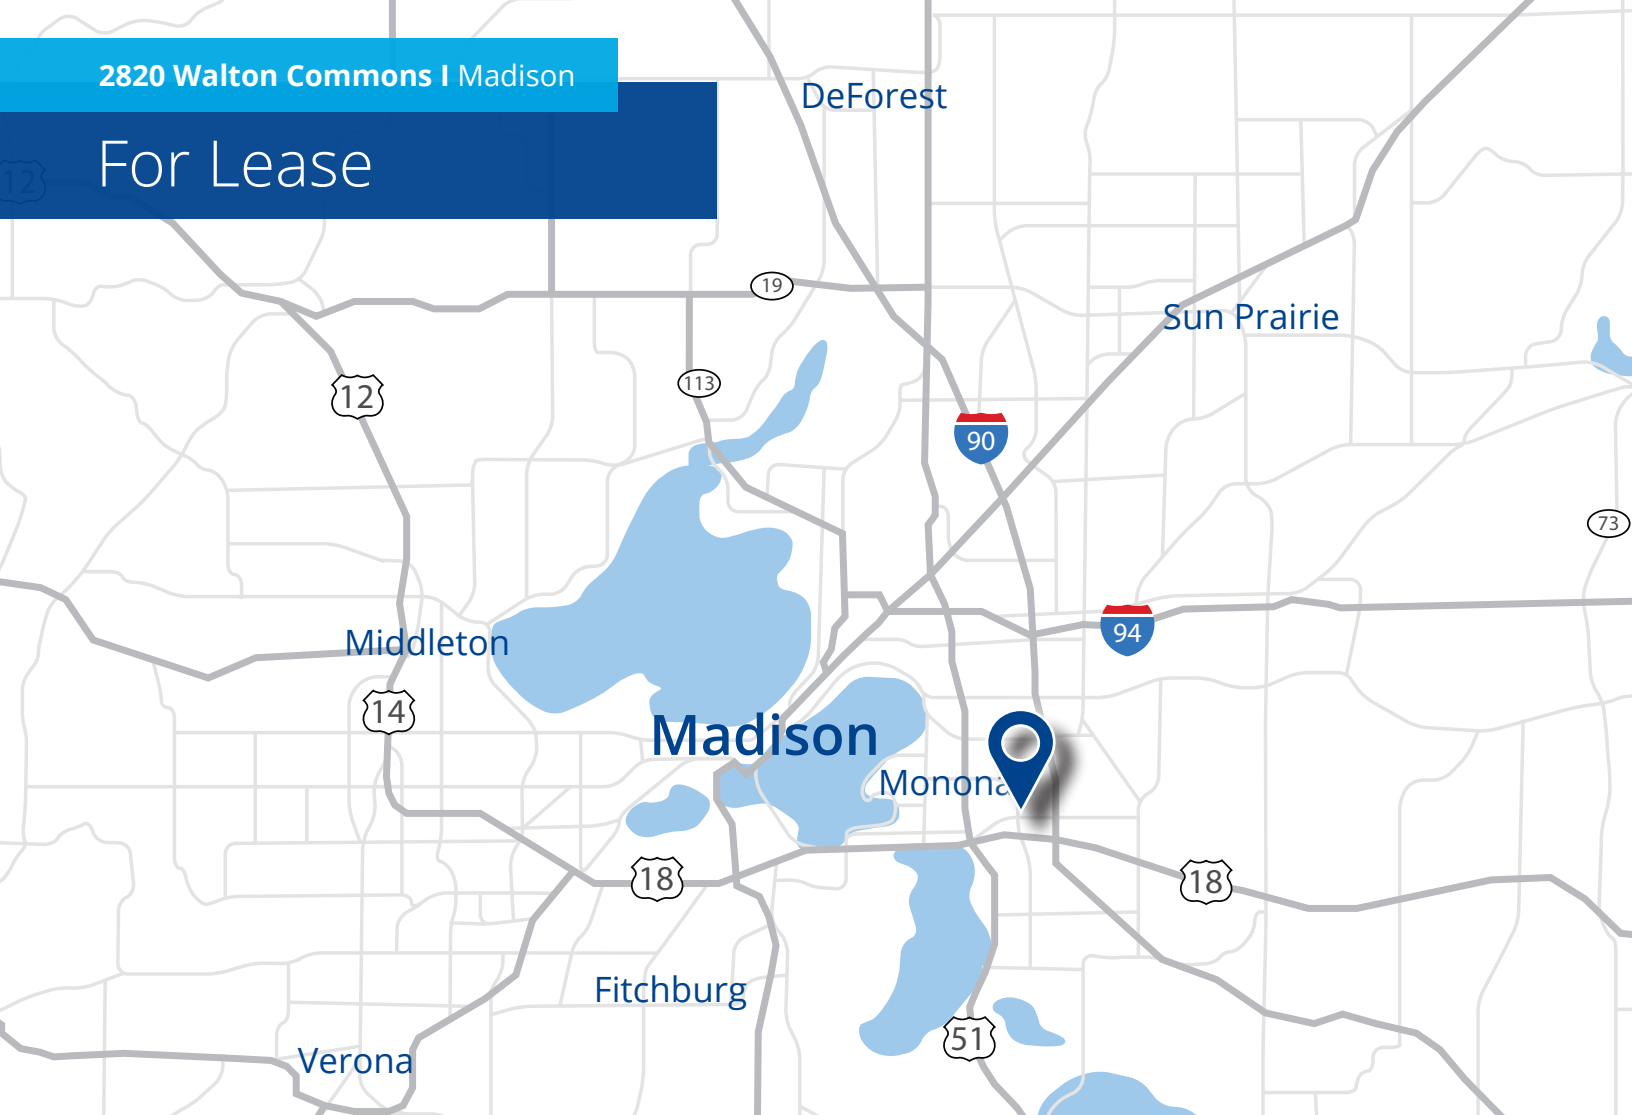 2820 Walton Commons I Madison
For Lease
DeForest
12
19
Sun Prairie
113
12
90
73
94
Middleton
14
Madison
Monona
18
18
Fitchburg
51
Verona